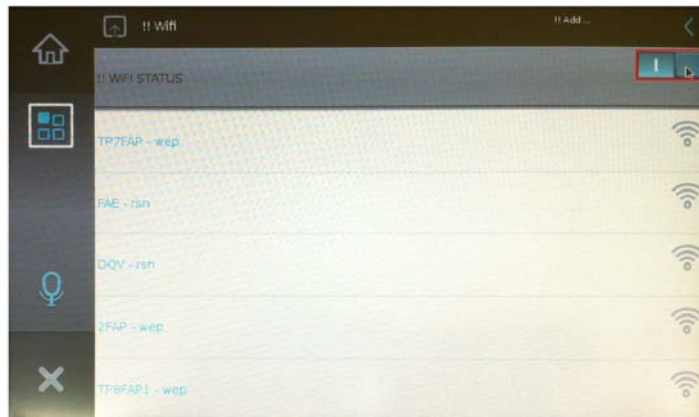 !! Wifi
!! Add ...
!! WIFI STATUS
TP7FAP - wep
FAE - rsn
DQV - rsn
2FAP - wep
TP8FAP1 - wep